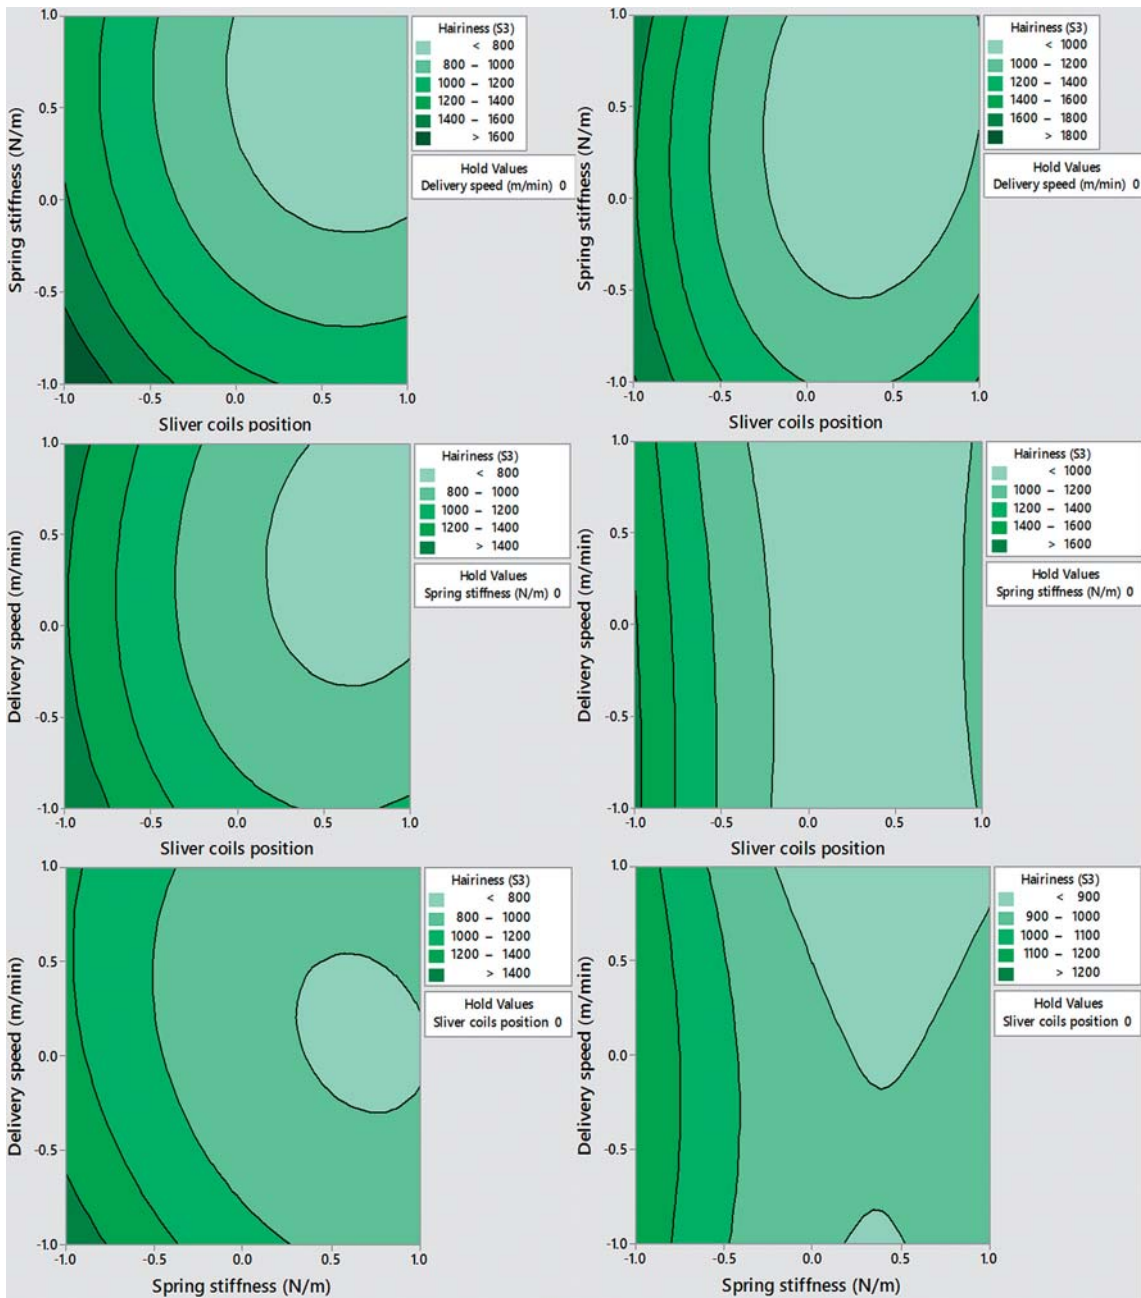 1.0
0.5
0.0
-0.5
-1.0
Spring stiffness (N/m)
-1.0 -0.5 0.0 0.5 1.0
Sliver coils position
Hairiness (S3)
< 800
800 – 1000
1000 – 1200
1200 – 1400
1400 – 1600
> 1600
Hold Values
Delivery speed (m/min) 0
1.0
0.5
0.0
-0.5
-1.0
Spring stiffness (N/m)
-1.0 -0.5 0.0 0.5 1.0
Sliver coils position
Hairiness (S3)
< 1000
1000 – 1200
1200 – 1400
1400 – 1600
1600 – 1800
> 1800
Hold Values
Delivery speed (m/min) 0
1.0
0.5
0.0
-0.5
-1.0
Delivery speed (m/min)
-1.0 -0.5 0.0 0.5 1.0
Sliver coils position
Hairiness (S3)
< 800
800 – 1000
1000 – 1200
1200 – 1400
> 1400
Hold Values
Spring stiffness (N/m) 0
1.0
0.5
0.0
-0.5
-1.0
Delivery speed (m/min)
-1.0 -0.5 0.0 0.5 1.0
Sliver coils position
Hairiness (S3)
< 1000
1000 – 1200
1200 – 1400
1400 – 1600
> 1600
Hold Values
Spring stiffness (N/m) 0
1.0
0.5
0.0
-0.5
-1.0
Delivery speed (m/min)
-1.0 -0.5 0.0 0.5 1.0
Spring stiffness (N/m)
Hairiness (S3)
< 800
800 – 1000
1000 – 1200
1200 – 1400
> 1400
Hold Values
Sliver coils position 0
1.0
0.5
0.0
-0.5
-1.0
Delivery speed (m/min)
-1.0 -0.5 0.0 0.5 1.0
Spring stiffness (N/m)
Hairiness (S3)
< 900
900 – 1000
1000 – 1100
1100 – 1200
> 1200
Hold Values
Sliver coils position 0